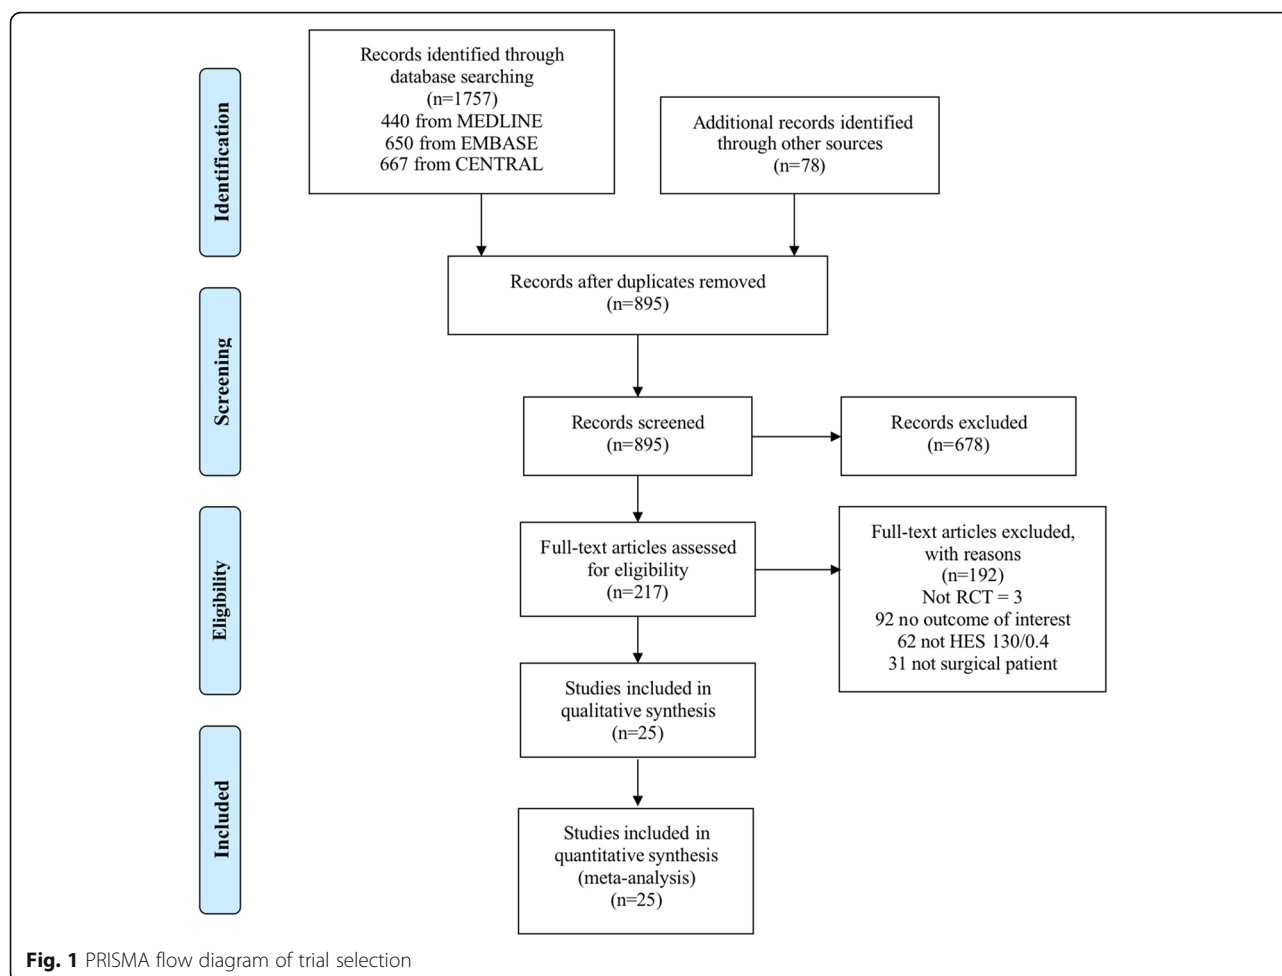 Identification
Records identified through
database searching
(n=1757)
440 from MEDLINE
650 from EMBASE
667 from CENTRAL
Additional records identified
through other sources
(n=78)
Records after duplicates removed
(n=895)
Screening
Records screened
(n=895)
Records excluded
(n=678)
Eligibility
Full-text articles assessed
for eligibility
(n=217)
Full-text articles excluded,
with reasons
(n=192)
Not RCT = 3
92 no outcome of interest
62 not HES 130/0.4
31 not surgical patient
Studies included in
qualitative synthesis
(n=25)
Included
Studies included in
quantitative synthesis
(meta-analysis)
(n=25)
Fig. 1 PRISMA flow diagram of trial selection